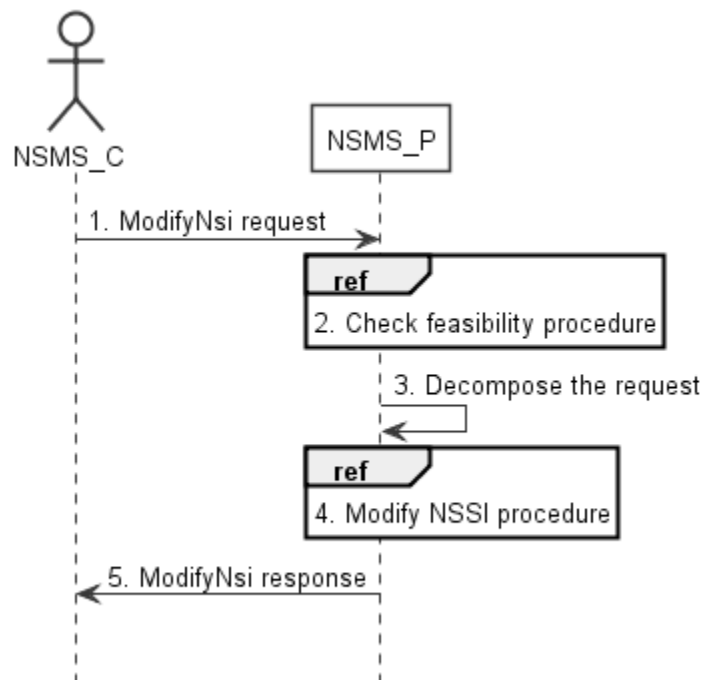 NSMS_C
NSMS_P
1. ModifyNsi request
ref
2. Check feasibility procedure
3. Decompose the request
ref
4. Modify NSSI procedure
5. ModifyNsi response